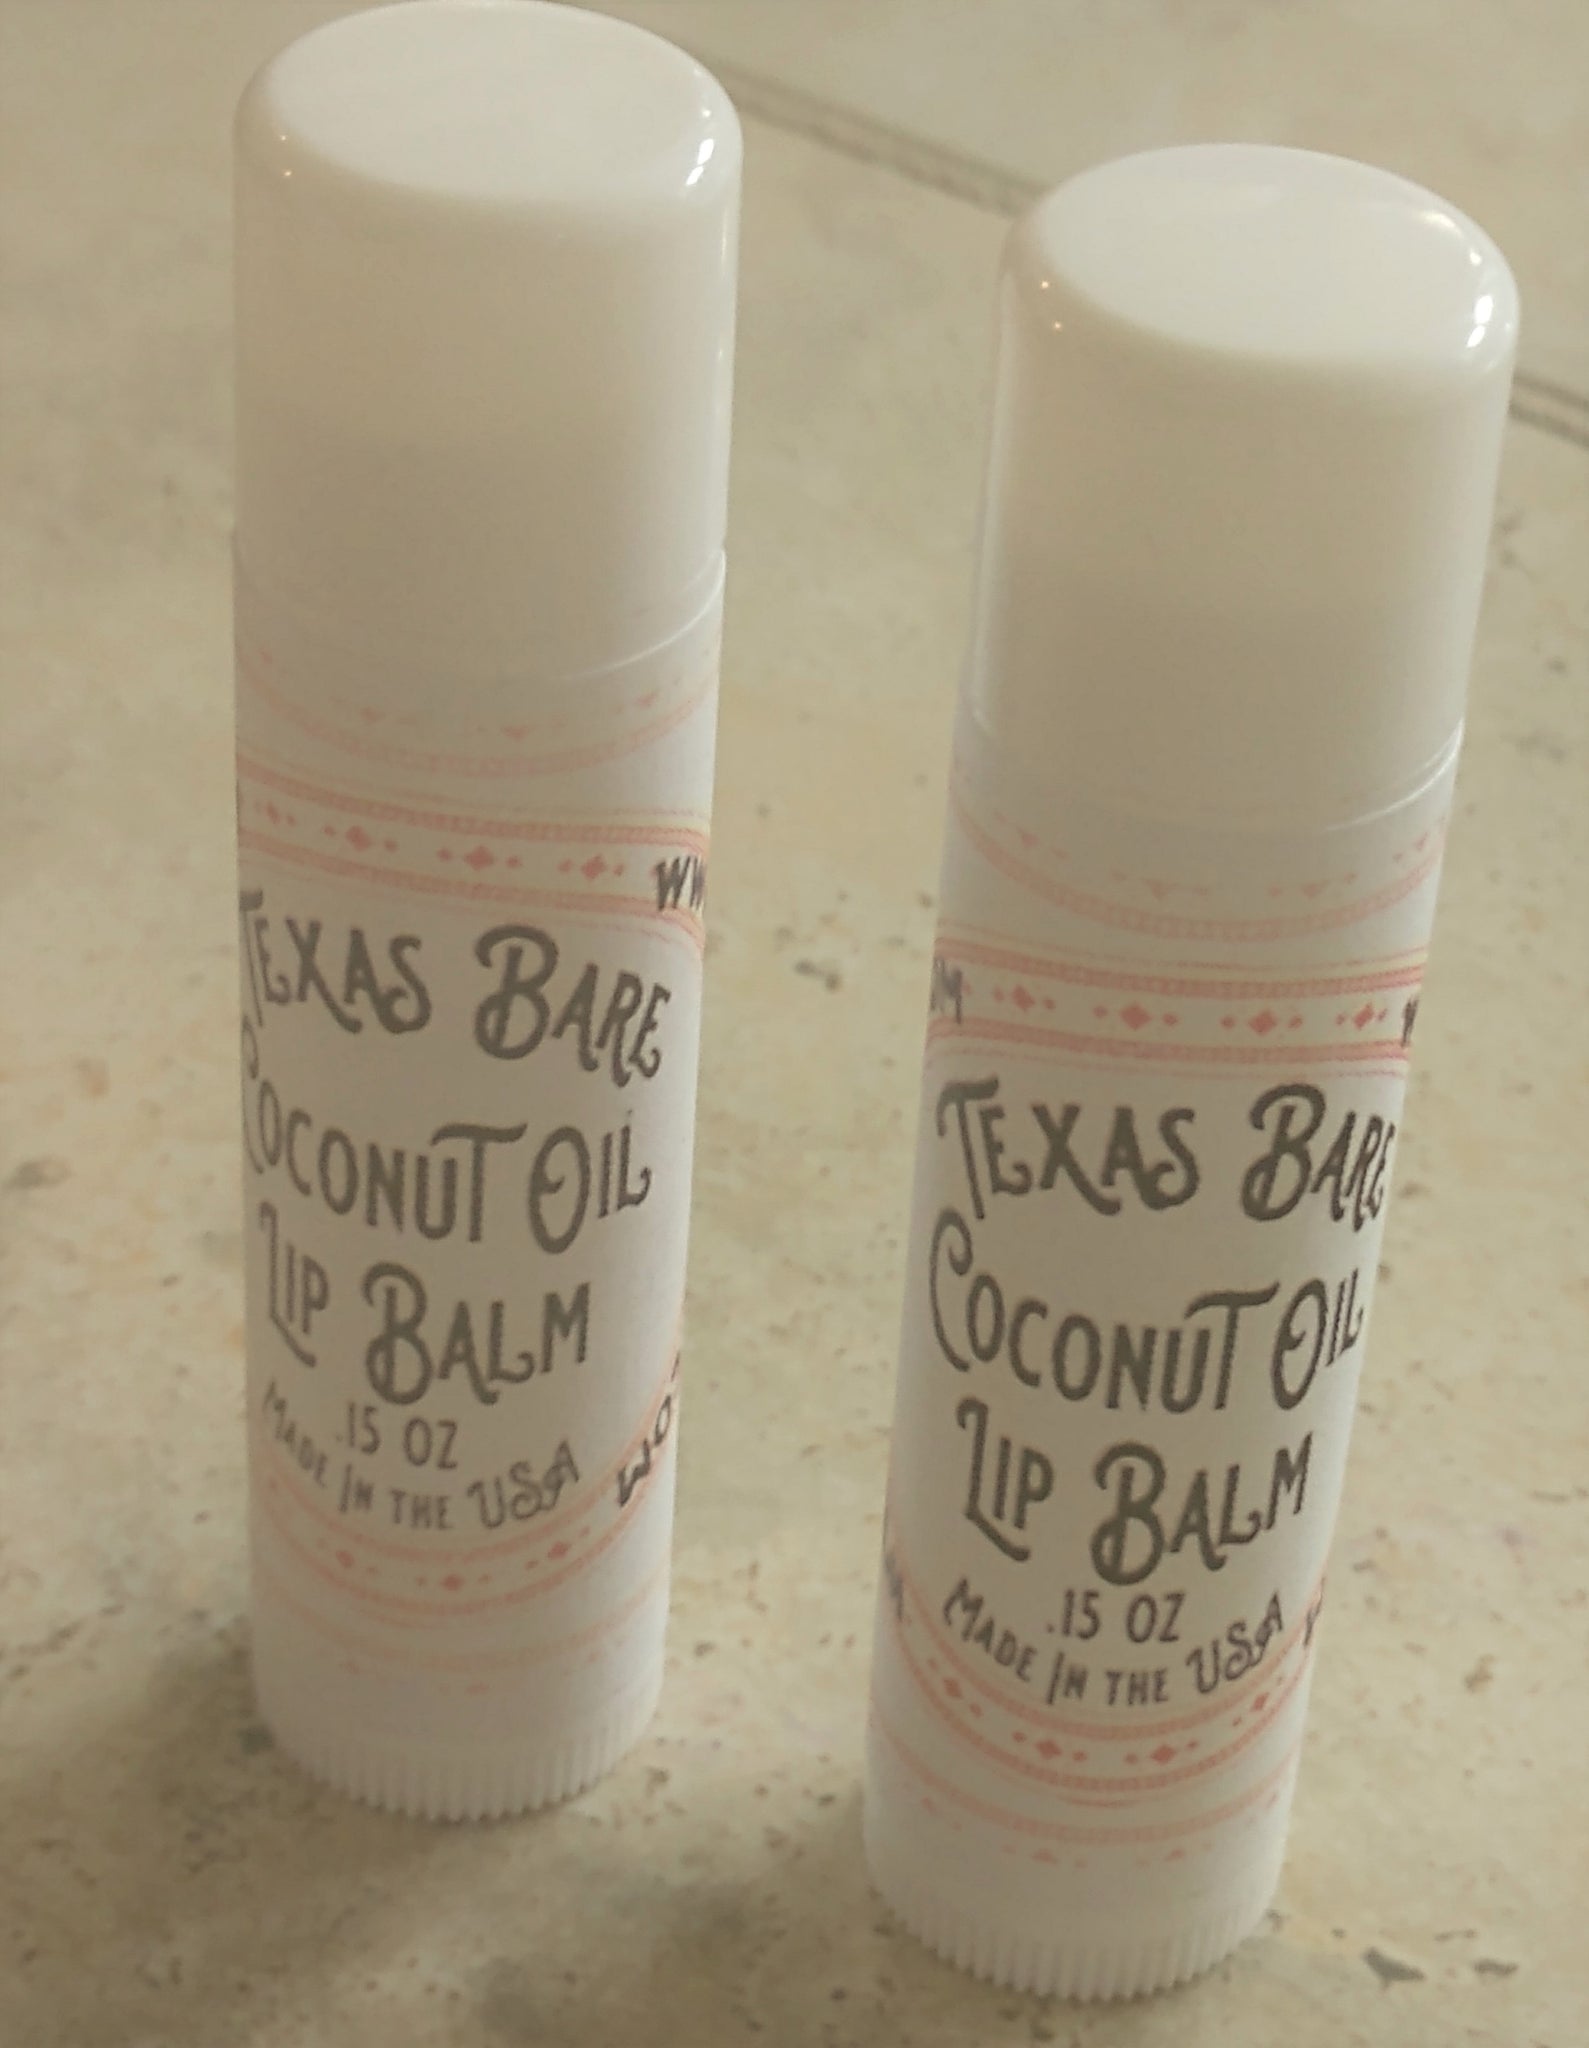 TEXAS BARE
COCONUT OIL
LIP BALM
.15 OZ
MADE IN THE USA
TEXAS BARE
COCONUT OIL
LIP BALM
.15 OZ
MADE IN THE USA